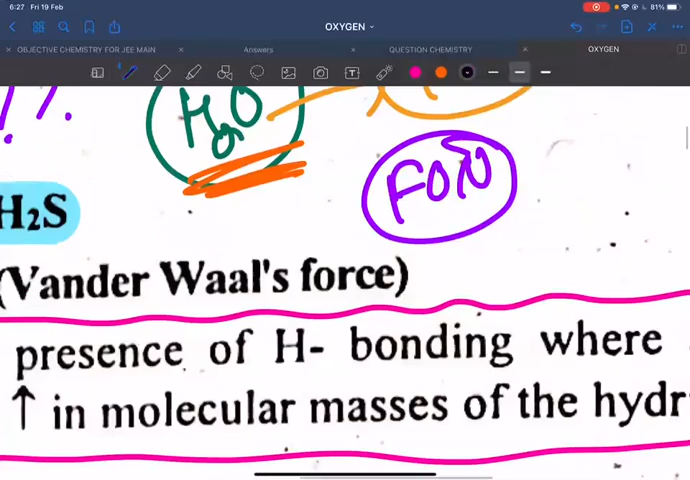 6:27 Fri 19 Feb 81%
OXYGEN
OBJECTIVE CHEMISTRY FOR JEE MAIN Answers QUESTION CHEMISTRY OXYGEN
H₂O
FON
H₂S
(Vander Waal's force)
presence of H- bonding where
↑ in molecular masses of the hydr